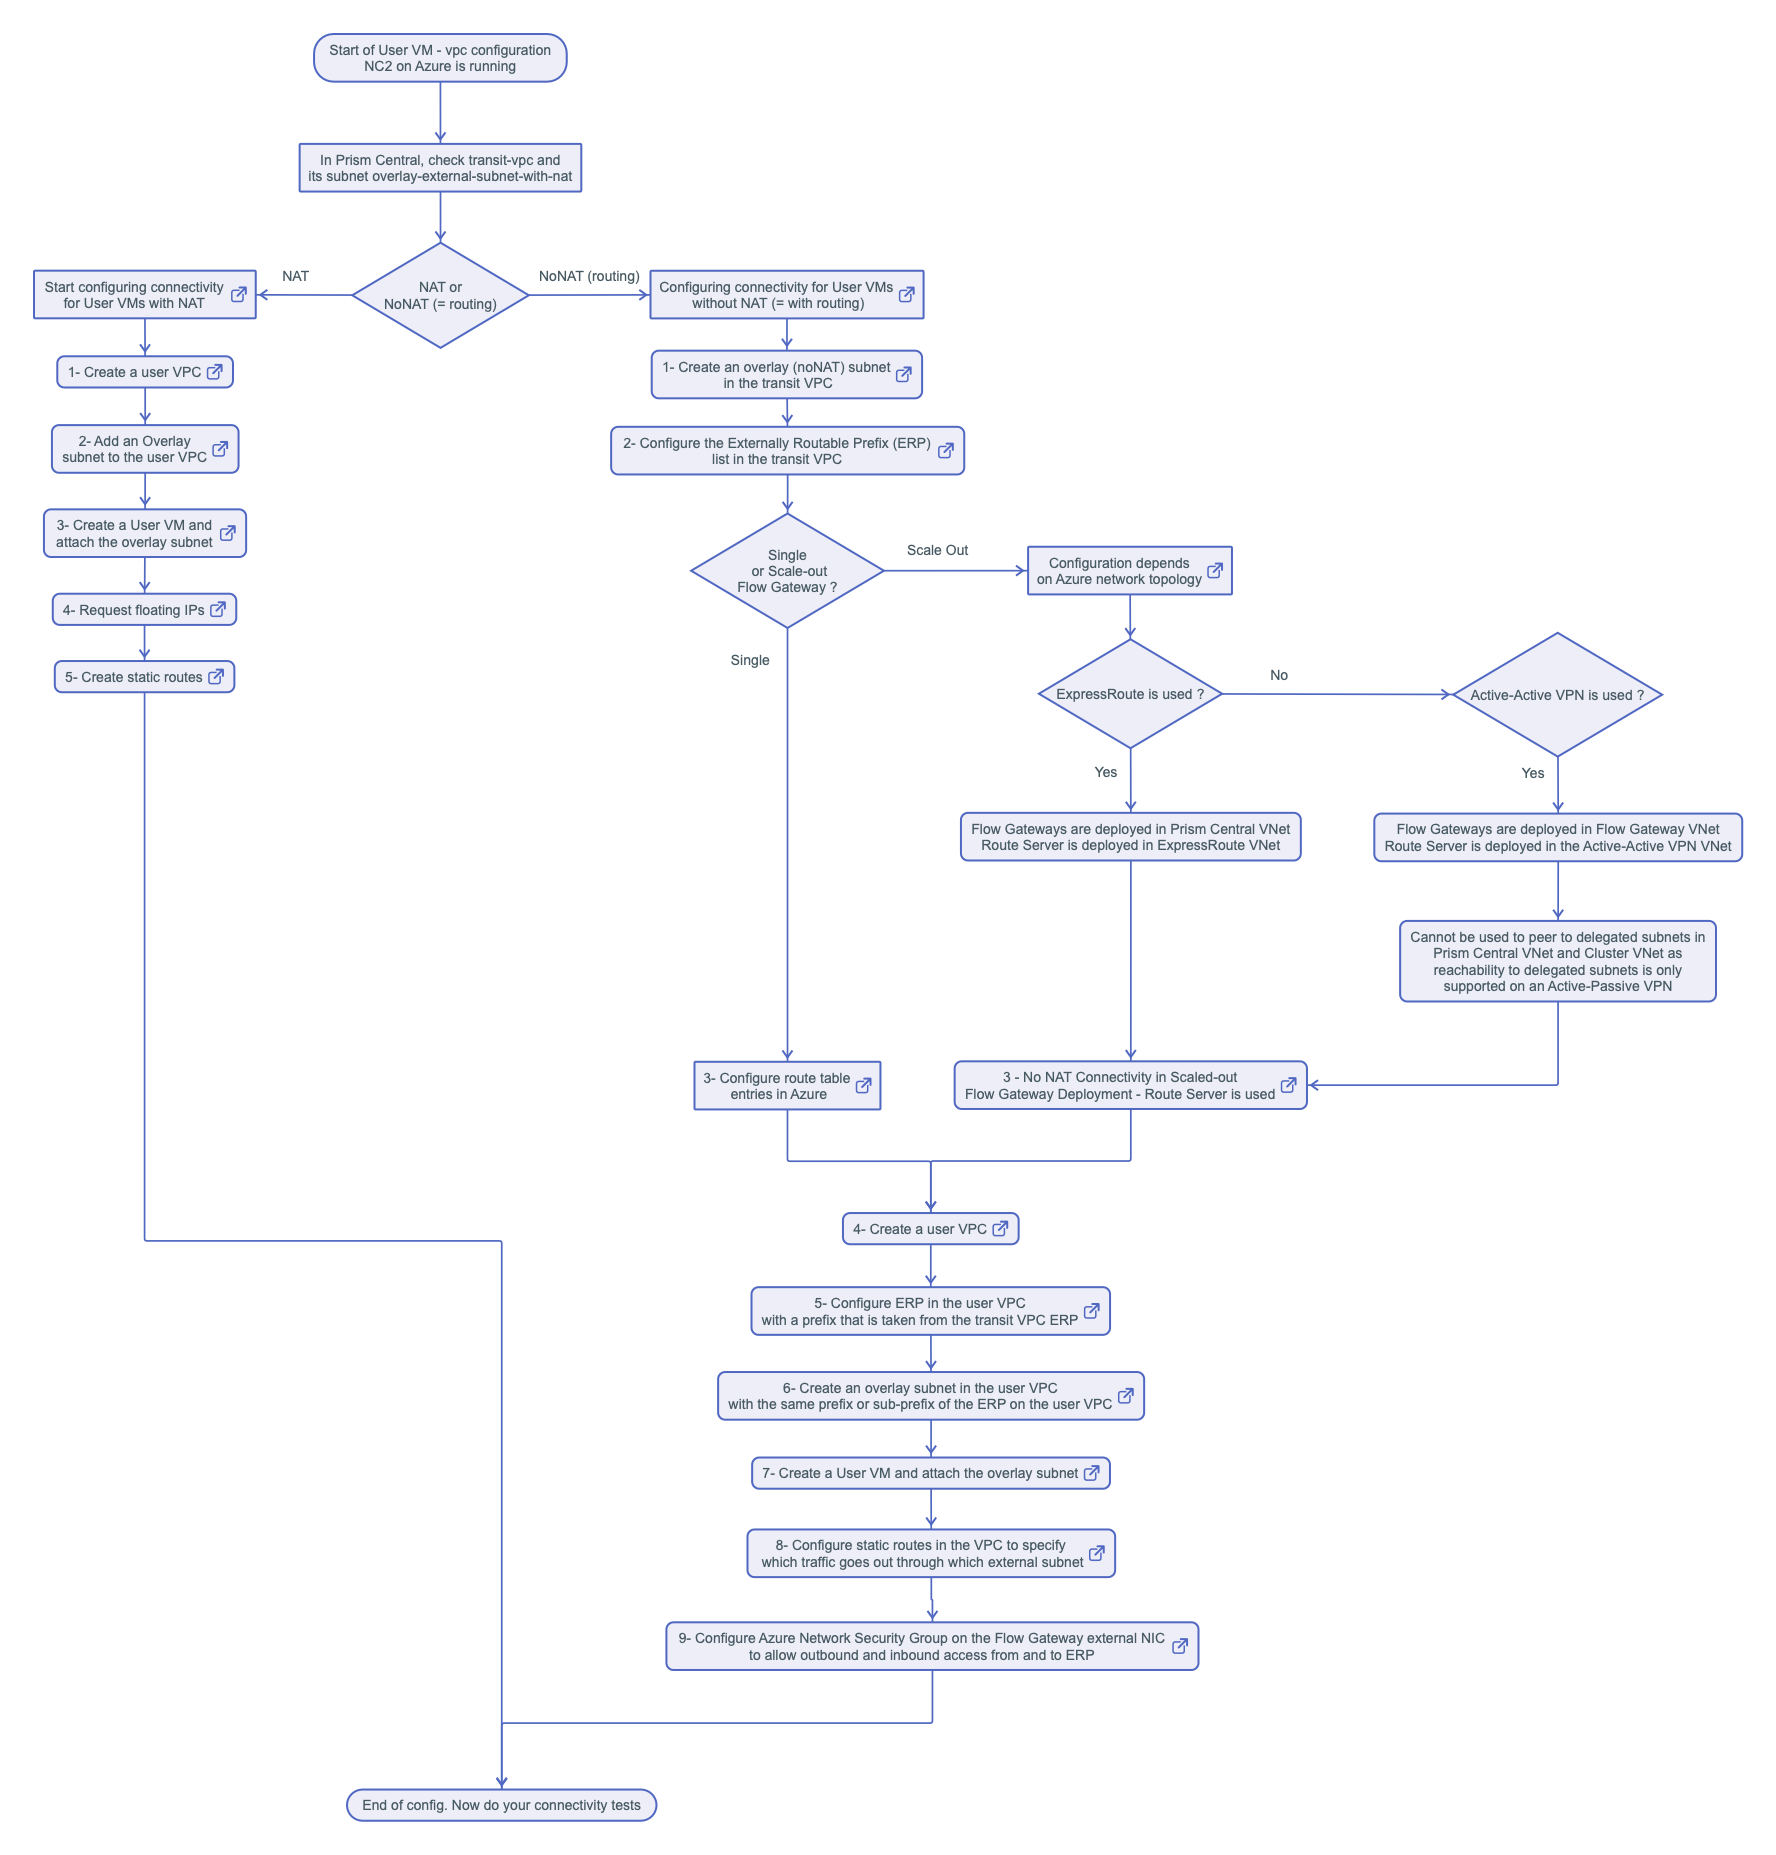 Start of User VM - vpc configuration
NC2 on Azure is running
In Prism Central, check transit-vpc and
its subnet overlay-external-subnet-with-nat
NAT or
NoNAT (= routing)
NAT
NoNAT (routing)
Start configuring connectivity
for User VMs with NAT
1- Create a user VPC
2- Add an Overlay
subnet to the user VPC
3- Create a User VM and
attach the overlay subnet
4- Request floating IPs
5- Create static routes
Configuring connectivity for User VMs
without NAT (= with routing)
1- Create an overlay (noNAT) subnet
in the transit VPC
2- Configure the Externally Routable Prefix (ERP)
list in the transit VPC
Single
or Scale-out
Flow Gateway ?
Scale Out
Single
Configuration depends
on Azure network topology
ExpressRoute is used ?
No
Active-Active VPN is used ?
Yes
Yes
Flow Gateways are deployed in Prism Central VNet
Route Server is deployed in ExpressRoute VNet
Flow Gateways are deployed in Flow Gateway VNet
Route Server is deployed in the Active-Active VPN VNet
Cannot be used to peer to delegated subnets in
Prism Central VNet and Cluster VNet as
reachability to delegated subnets is only
supported on an Active-Passive VPN
3- Configure route table
entries in Azure
3 - No NAT Connectivity in Scaled-out
Flow Gateway Deployment - Route Server is used
4- Create a user VPC
5- Configure ERP in the user VPC
with a prefix that is taken from the transit VPC ERP
6- Create an overlay subnet in the user VPC
with the same prefix or sub-prefix of the ERP on the user VPC
7- Create a User VM and attach the overlay subnet
8- Configure static routes in the VPC to specify
which traffic goes out through which external subnet
9- Configure Azure Network Security Group on the Flow Gateway external NIC
to allow outbound and inbound access from and to ERP
End of config. Now do your connectivity tests